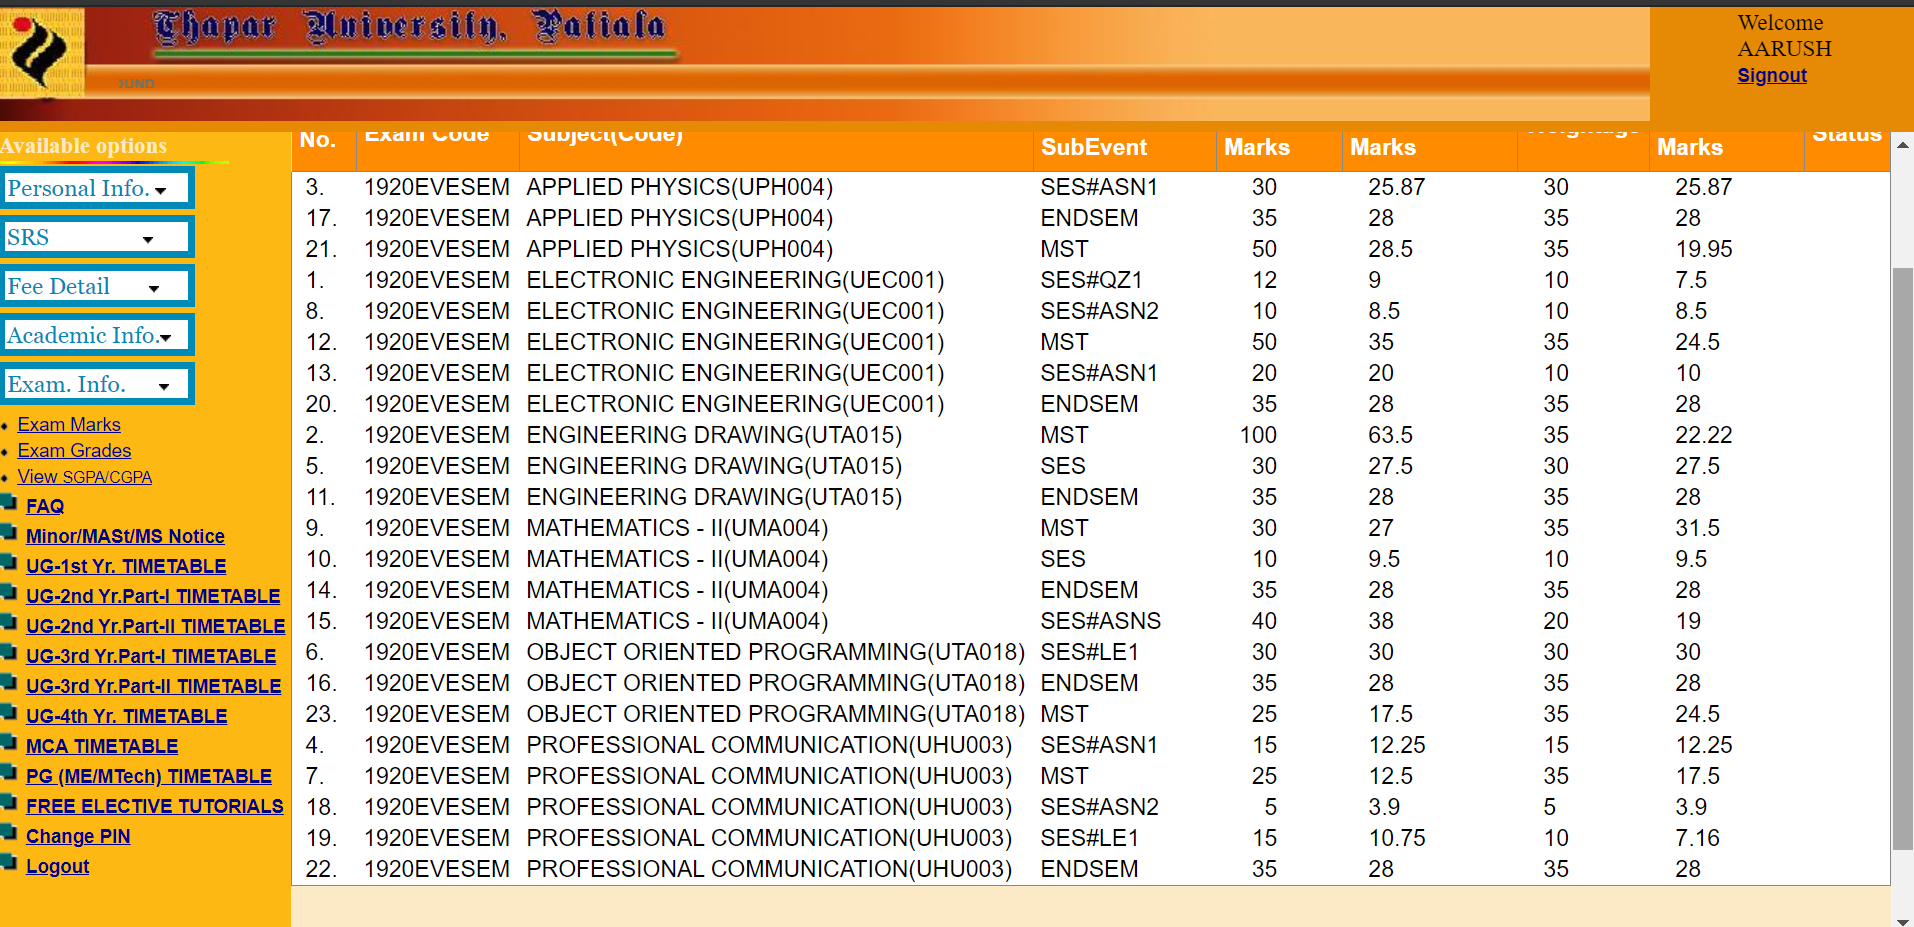 Thapar University, Patiala
Welcome
AARUSH
Signout
Available options
Personal Info.
SRS
Fee Detail
Academic Info.
Exam. Info.
Exam Marks
Exam Grades
View SGPA/CGPA
FAQ
Minor/MASt/MS Notice
UG-1st Yr. TIMETABLE
UG-2nd Yr.Part-I TIMETABLE
UG-2nd Yr.Part-II TIMETABLE
UG-3rd Yr.Part-I TIMETABLE
UG-3rd Yr.Part-II TIMETABLE
UG-4th Yr. TIMETABLE
MCA TIMETABLE
PG (ME/MTech) TIMETABLE
FREE ELECTIVE TUTORIALS
Change PIN
Logout
No. Exam Code Subject(Code) SubEvent Marks Marks Weightage Marks Status
3. 1920EVESEM APPLIED PHYSICS(UPH004) SES#ASN1 30 25.87 30 25.87
17. 1920EVESEM APPLIED PHYSICS(UPH004) ENDSEM 35 28 35 28
21. 1920EVESEM APPLIED PHYSICS(UPH004) MST 50 28.5 35 19.95
1. 1920EVESEM ELECTRONIC ENGINEERING(UEC001) SES#QZ1 12 9 10 7.5
8. 1920EVESEM ELECTRONIC ENGINEERING(UEC001) SES#ASN2 10 8.5 10 8.5
12. 1920EVESEM ELECTRONIC ENGINEERING(UEC001) MST 50 35 35 24.5
13. 1920EVESEM ELECTRONIC ENGINEERING(UEC001) SES#ASN1 20 20 10 10
20. 1920EVESEM ELECTRONIC ENGINEERING(UEC001) ENDSEM 35 28 35 28
2. 1920EVESEM ENGINEERING DRAWING(UTA015) MST 100 63.5 35 22.22
5. 1920EVESEM ENGINEERING DRAWING(UTA015) SES 30 27.5 30 27.5
11. 1920EVESEM ENGINEERING DRAWING(UTA015) ENDSEM 35 28 35 28
9. 1920EVESEM MATHEMATICS - II(UMA004) MST 30 27 35 31.5
10. 1920EVESEM MATHEMATICS - II(UMA004) SES 10 9.5 10 9.5
14. 1920EVESEM MATHEMATICS - II(UMA004) ENDSEM 35 28 35 28
15. 1920EVESEM MATHEMATICS - II(UMA004) SES#ASNS 40 38 20 19
6. 1920EVESEM OBJECT ORIENTED PROGRAMMING(UTA018) SES#LE1 30 30 30 30
16. 1920EVESEM OBJECT ORIENTED PROGRAMMING(UTA018) ENDSEM 35 28 35 28
23. 1920EVESEM OBJECT ORIENTED PROGRAMMING(UTA018) MST 25 17.5 35 24.5
4. 1920EVESEM PROFESSIONAL COMMUNICATION(UHU003) SES#ASN1 15 12.25 15 12.25
7. 1920EVESEM PROFESSIONAL COMMUNICATION(UHU003) MST 25 12.5 35 17.5
18. 1920EVESEM PROFESSIONAL COMMUNICATION(UHU003) SES#ASN2 5 3.9 5 3.9
19. 1920EVESEM PROFESSIONAL COMMUNICATION(UHU003) SES#LE1 15 10.75 10 7.16
22. 1920EVESEM PROFESSIONAL COMMUNICATION(UHU003) ENDSEM 35 28 35 28